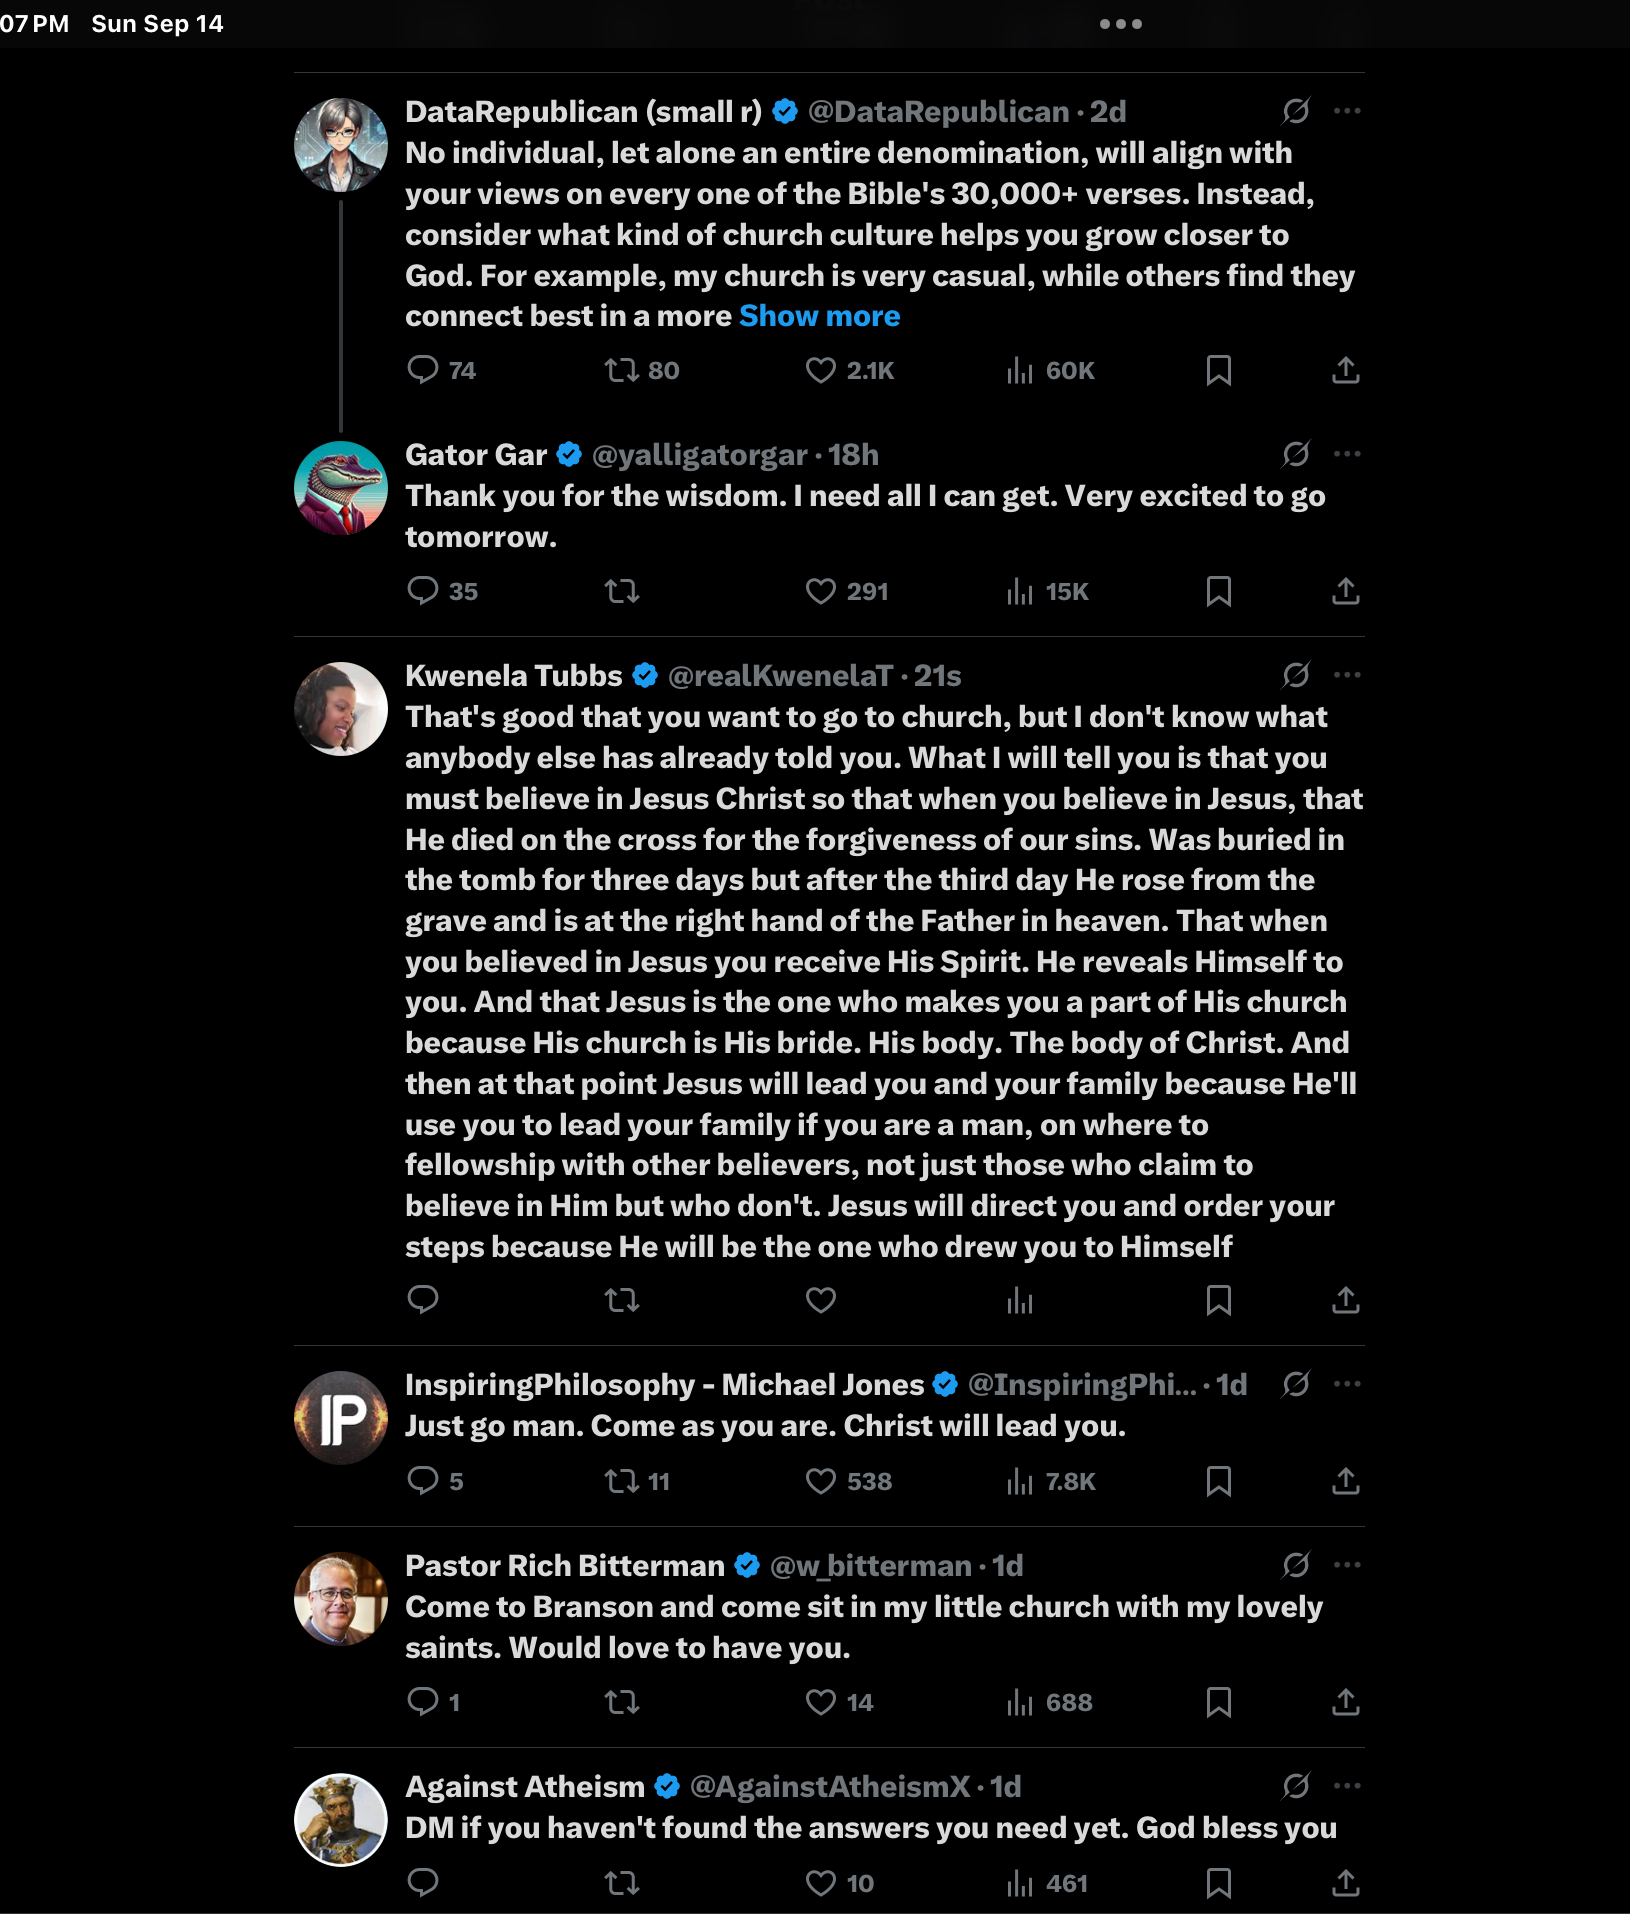 07 PM Sun Sep 14
DataRepublican (small r) @DataRepublican · 2d
No individual, let alone an entire denomination, will align with
your views on every one of the Bible's 30,000+ verses. Instead,
consider what kind of church culture helps you grow closer to
God. For example, my church is very casual, while others find they
connect best in a more Show more
74 80 2.1K 60K
Gator Gar @yalligatorgar · 18h
Thank you for the wisdom. I need all I can get. Very excited to go
tomorrow.
35 291 15K
Kwenela Tubbs @realKwenelaT · 21s
That's good that you want to go to church, but I don't know what
anybody else has already told you. What I will tell you is that you
must believe in Jesus Christ so that when you believe in Jesus, that
He died on the cross for the forgiveness of our sins. Was buried in
the tomb for three days but after the third day He rose from the
grave and is at the right hand of the Father in heaven. That when
you believed in Jesus you receive His Spirit. He reveals Himself to
you. And that Jesus is the one who makes you a part of His church
because His church is His bride. His body. The body of Christ. And
then at that point Jesus will lead you and your family because He'll
use you to lead your family if you are a man, on where to
fellowship with other believers, not just those who claim to
believe in Him but who don't. Jesus will direct you and order your
steps because He will be the one who drew you to Himself
InspiringPhilosophy - Michael Jones @InspiringPhi... · 1d
IP
Just go man. Come as you are. Christ will lead you.
5 11 538 7.8K
Pastor Rich Bitterman @w_bitterman · 1d
Come to Branson and come sit in my little church with my lovely
saints. Would love to have you.
1 14 688
Against Atheism @AgainstAtheismX · 1d
DM if you haven't found the answers you need yet. God bless you
10 461